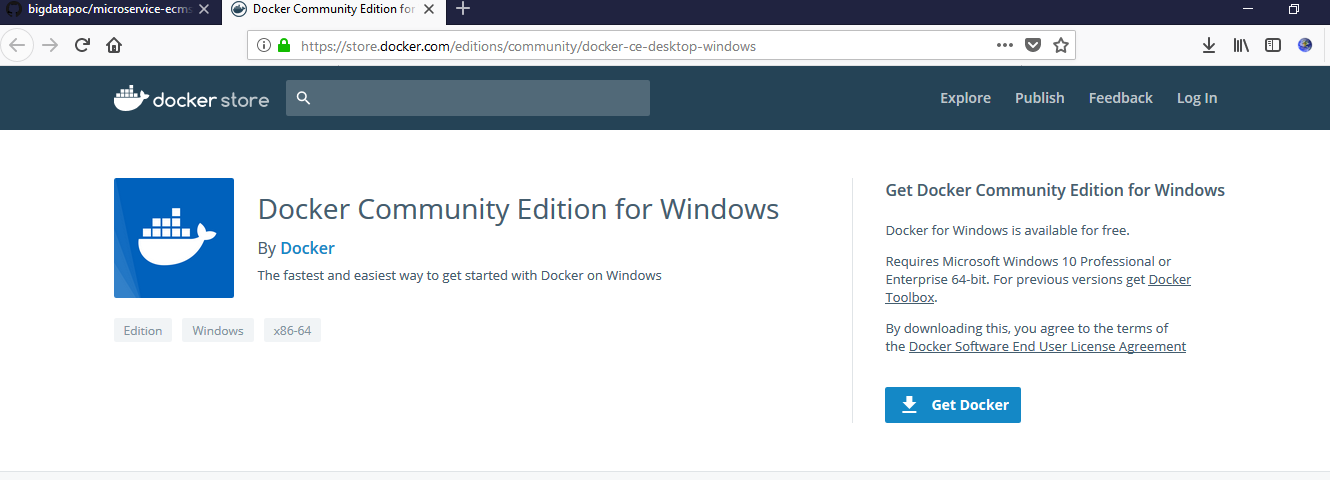 bigdatapoc/microservice-ecms
Docker Community Edition for
https://store.docker.com/editions/community/docker-ce-desktop-windows
docker store
Explore
Publish
Feedback
Log In
Docker Community Edition for Windows
By Docker
The fastest and easiest way to get started with Docker on Windows
Edition
Windows
x86-64
Get Docker Community Edition for Windows
Docker for Windows is available for free.
Requires Microsoft Windows 10 Professional or
Enterprise 64-bit. For previous versions get Docker
Toolbox.
By downloading this, you agree to the terms of
the Docker Software End User License Agreement
Get Docker